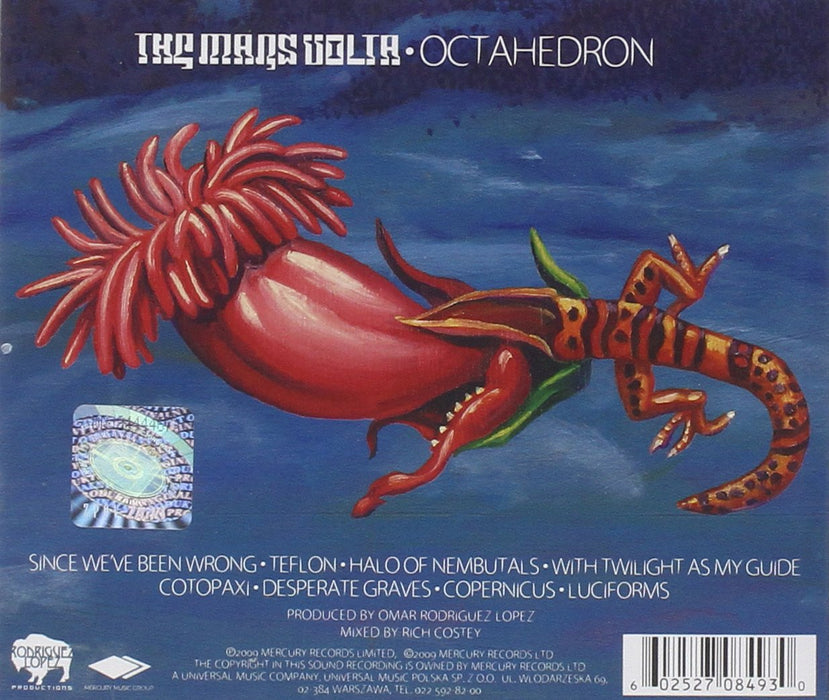 THE MARS VOLTA • OCTAHEDRON
SINCE WE'VE BEEN WRONG • TEFLON • HALO OF NEMBUTALS • WITH TWILIGHT AS MY GUIDE
COTOPAXI • DESPERATE GRAVES • COPERNICUS • LUCIFORMS
PRODUCED BY OMAR RODRIGUEZ LOPEZ
MIXED BY RICH COSTEY
RODRIGUEZ
LOPEZ
PRODUCTIONS
MERCURY MUSIC GROUP
℗2009 MERCURY RECORDS LIMITED, ©2009 MERCURY RECORDS LTD
THE COPYRIGHT IN THIS SOUND RECORDING IS OWNED BY MERCURY RECORDS LTD
A UNIVERSAL MUSIC COMPANY, UNIVERSAL MUSIC POLSKA SP. Z O.O. UL. WŁODARZEWSKA 69,
02-384 WARSZAWA, TEL. 022 592-82-00
6 02527 08493 0